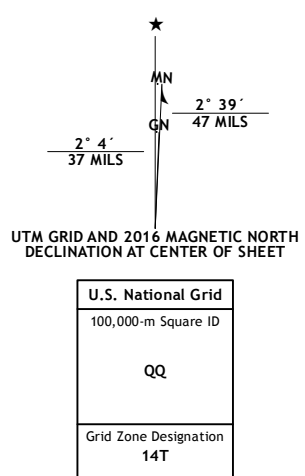 ★
MN
GN
2° 39´
47 MILS
2° 4´
37 MILS
UTM GRID AND 2016 MAGNETIC NORTH
DECLINATION AT CENTER OF SHEET
U.S. National Grid
100,000-m Square ID
QQ
Grid Zone Designation
14T